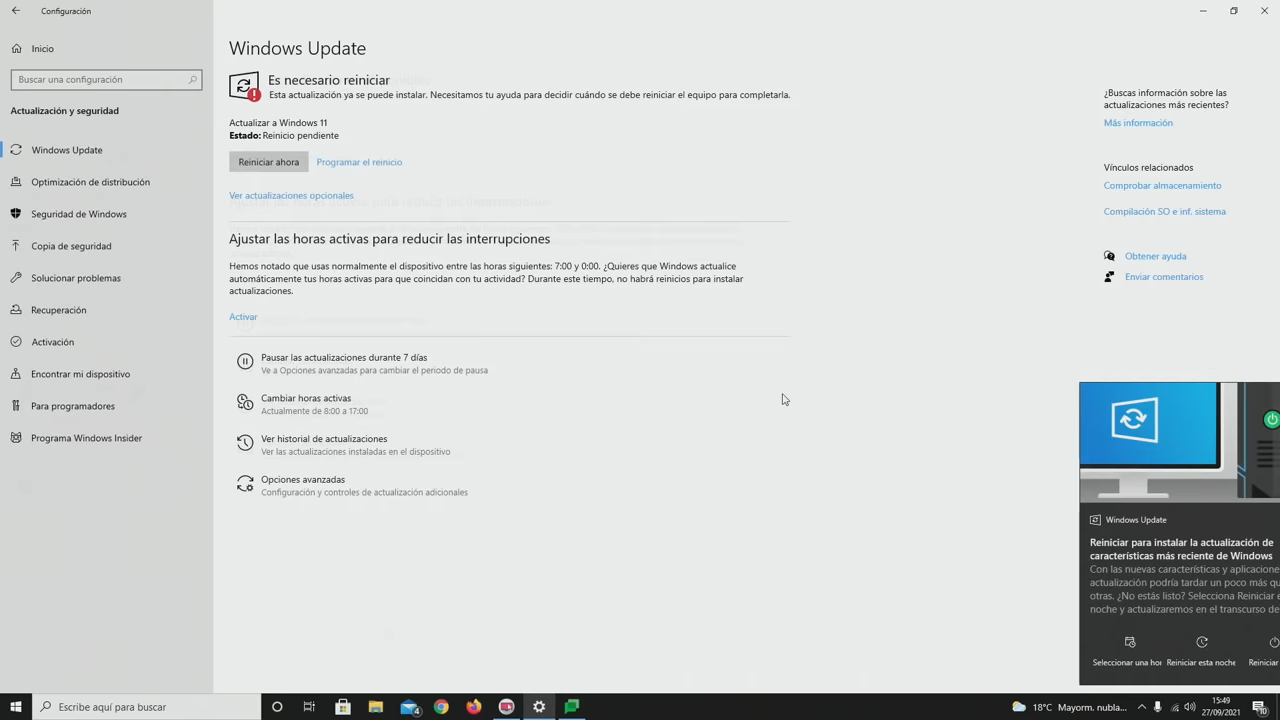 Configuración
Inicio
Buscar una configuración
Actualización y seguridad
Windows Update
Optimización de distribución
Seguridad de Windows
Copia de seguridad
Solucionar problemas
Recuperación
Activación
Encontrar mi dispositivo
Para programadores
Programa Windows Insider
Windows Update
Es necesario reiniciar
Esta actualización ya se puede instalar. Necesitamos tu ayuda para decidir cuándo se debe reiniciar el equipo para completarla.
Actualizar a Windows 11
Estado: Reinicio pendiente
Reiniciar ahora Programar el reinicio
Ver actualizaciones opcionales
Ajustar las horas activas para reducir las interrupciones
Hemos notado que usas normalmente el dispositivo entre las horas siguientes: 7:00 y 0:00. ¿Quieres que Windows actualice
automáticamente tus horas activas para que coincidan con tu actividad? Durante este tiempo, no habrá reinicios para instalar
actualizaciones.
Activar
Pausar las actualizaciones durante 7 días
Ve a Opciones avanzadas para cambiar el periodo de pausa
Cambiar horas activas
Actualmente de 8:00 a 17:00
Ver historial de actualizaciones
Ver las actualizaciones instaladas en el dispositivo
Opciones avanzadas
Configuración y controles de actualización adicionales
¿Buscas información sobre las
actualizaciones más recientes?
Más información
Vínculos relacionados
Comprobar almacenamiento
Compilación SO e inf. sistema
Obtener ayuda
Enviar comentarios
Windows Update
Reiniciar para instalar la actualización de
características más reciente de Windows
Con las nuevas características y aplicacione
actualización podría tardar un poco más qu
otras. ¿No estás listo? Selecciona Reiniciar e
noche y actualizaremos en el transcurso de
Seleccionar una hor Reiniciar esta noche Reiniciar
Escribe aquí para buscar
4
18°C Mayorm. nubla...
15:49
27/09/2021
10